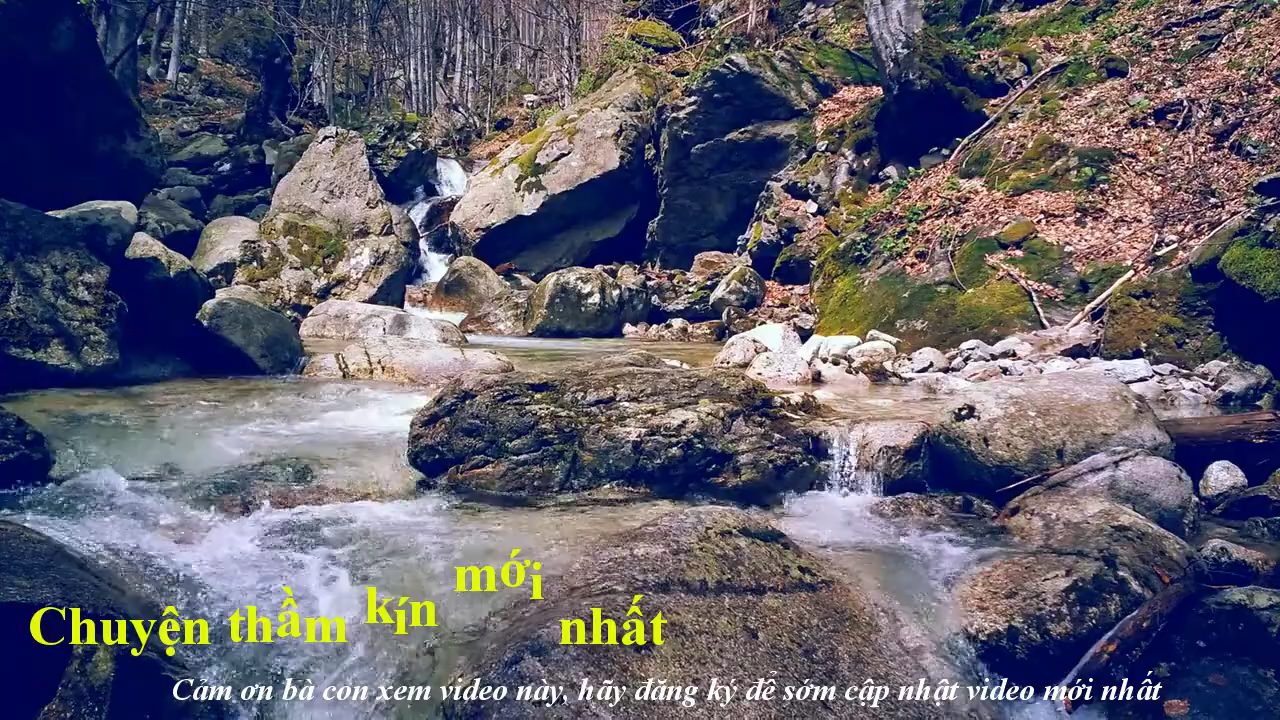 Chuyện thầm kín mới nhất
Cảm ơn bà con xem video này, hãy đăng ký để sớm cập nhật video mới nhất